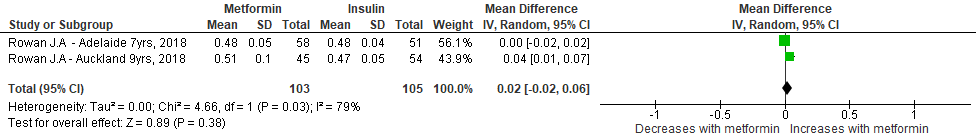 Metformin Insulin Mean Difference Mean Difference
Study or Subgroup Mean SD Total Mean SD Total Weight IV, Random, 95% CI IV, Random, 95% CI
Rowan J.A - Adelaide 7yrs, 2018 0.48 0.05 58 0.48 0.04 51 56.1% 0.00 [-0.02, 0.02]
Rowan J.A - Auckland 9yrs, 2018 0.51 0.1 45 0.47 0.05 54 43.9% 0.04 [0.01, 0.07]
Total (95% CI) 103 105 100.0% 0.02 [-0.02, 0.06]
Heterogeneity: Tau² = 0.00; Chi² = 4.66, df = 1 (P = 0.03); I² = 79%
Test for overall effect: Z = 0.89 (P = 0.38)
-1 -0.5 0 0.5 1
Decreases with metformin Increases with metformin